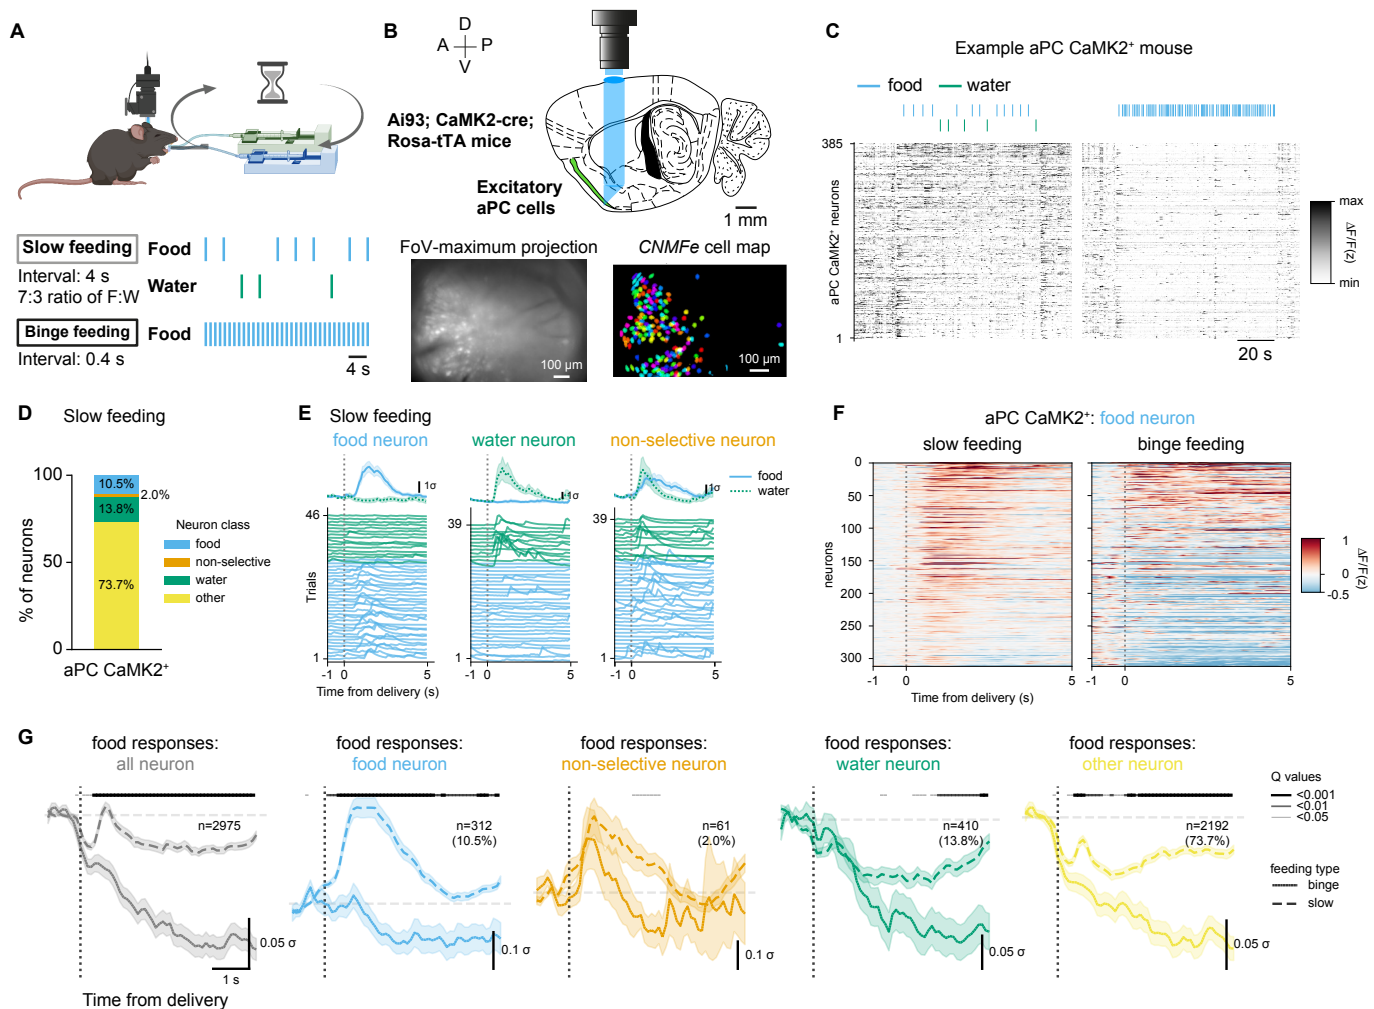 A
Slow feeding
Food
Interval: 4 s
7:3 ratio of F:W
Water
Binge feeding
Food
Interval: 0.4 s
4 s
B
D
A P
V
Ai93; CaMK2-cre;
Rosa-tTA mice
Excitatory
aPC cells
1 mm
FoV-maximum projection
CNMFe cell map
100 µm
100 µm
C
Example aPC CaMK2⁺ mouse
food
water
385
aPC CaMK2⁺ neurons
1
20 s
max
ΔF/F(z)
min
D
Slow feeding
100
50
0
% of neurons
10.5%
2.0%
13.8%
73.7%
Neuron class
food
non-selective
water
other
aPC CaMK2⁺
E
Slow feeding
food neuron
water neuron
non-selective neuron
1σ
1σ
1σ
food
water
46
39
39
Trials
1
1
1
-1 0 5
-1 0 5
-1 0 5
Time from delivery (s)
Time from delivery (s)
F
aPC CaMK2⁺: food neuron
slow feeding
binge feeding
0
50
100
150
200
250
300
neurons
-1 0 5
-1 0 5
Time from delivery (s)
1
0
-0.5
ΔF/F(z)
G
food responses:
all neuron
n=2975
0.05 σ
1 s
Time from delivery
food responses:
food neuron
n=312
(10.5%)
0.1 σ
food responses:
non-selective neuron
n=61
(2.0%)
0.1 σ
food responses:
water neuron
n=410
(13.8%)
0.05 σ
food responses:
other neuron
n=2192
(73.7%)
0.05 σ
Q values
<0.001
<0.01
<0.05
feeding type
binge
slow